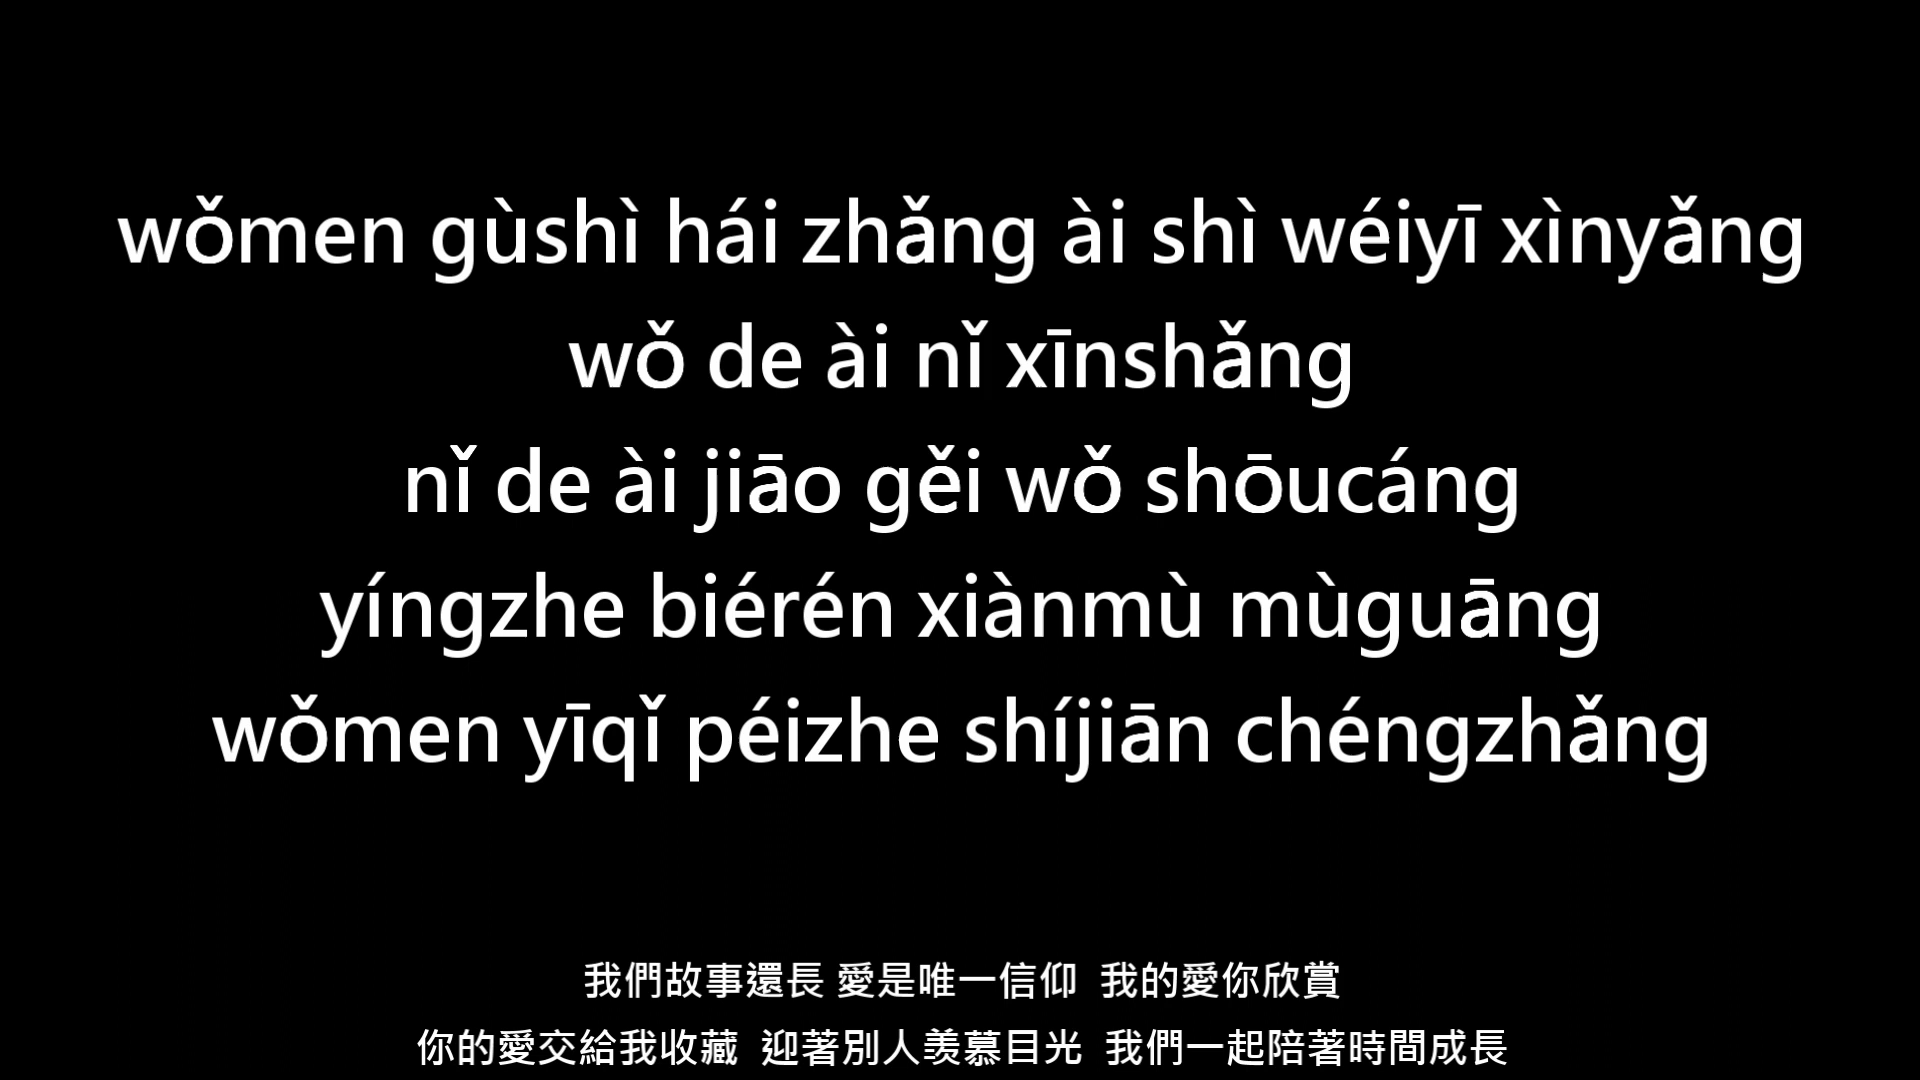 wǒmen gùshì hái zhǎng ài shì wéiyī xìnyǎng
wǒ de ài nǐ xīnshǎng
nǐ de ài jiāo gěi wǒ shōucáng
yíngzhe biérén xiànmù mùguāng
wǒmen yīqǐ péizhe shíjiān chéngzhǎng
我們故事還長 愛是唯一信仰 我的愛你欣賞
你的愛交給我收藏 迎著別人羨慕目光 我們一起陪著時間成長